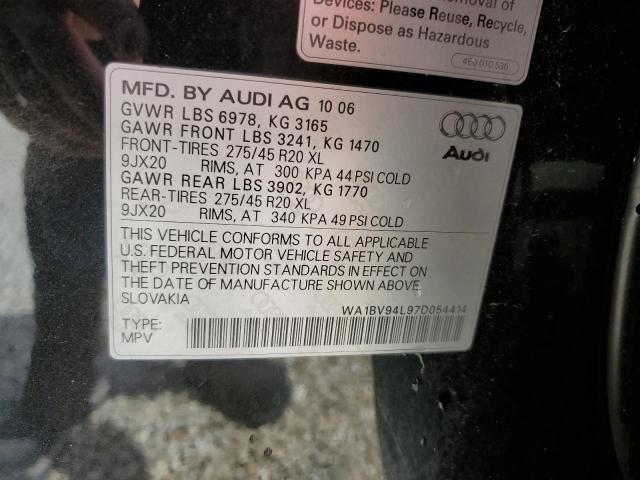 Devices: Please Reuse, Recycle,
or Dispose as Hazardous
Waste.
4EJ 010 530
MFD. BY AUDI AG 10 06
GVWR LBS 6978, KG 3165
GAWR FRONT LBS 3241, KG 1470
FRONT-TIRES 275/45 R20 XL
9JX20 RIMS, AT 300 KPA 44 PSI COLD
GAWR REAR LBS 3902, KG 1770
REAR-TIRES 275/45 R20 XL
9JX20 RIMS, AT 340 KPA 49 PSI COLD
Audi
THIS VEHICLE CONFORMS TO ALL APPLICABLE
U.S. FEDERAL MOTOR VEHICLE SAFETY AND
THEFT PREVENTION STANDARDS IN EFFECT ON
THE DATE OF MANUFACTURE SHOWN ABOVE.
SLOVAKIA
WA1BV94L97D054414
TYPE:
MPV